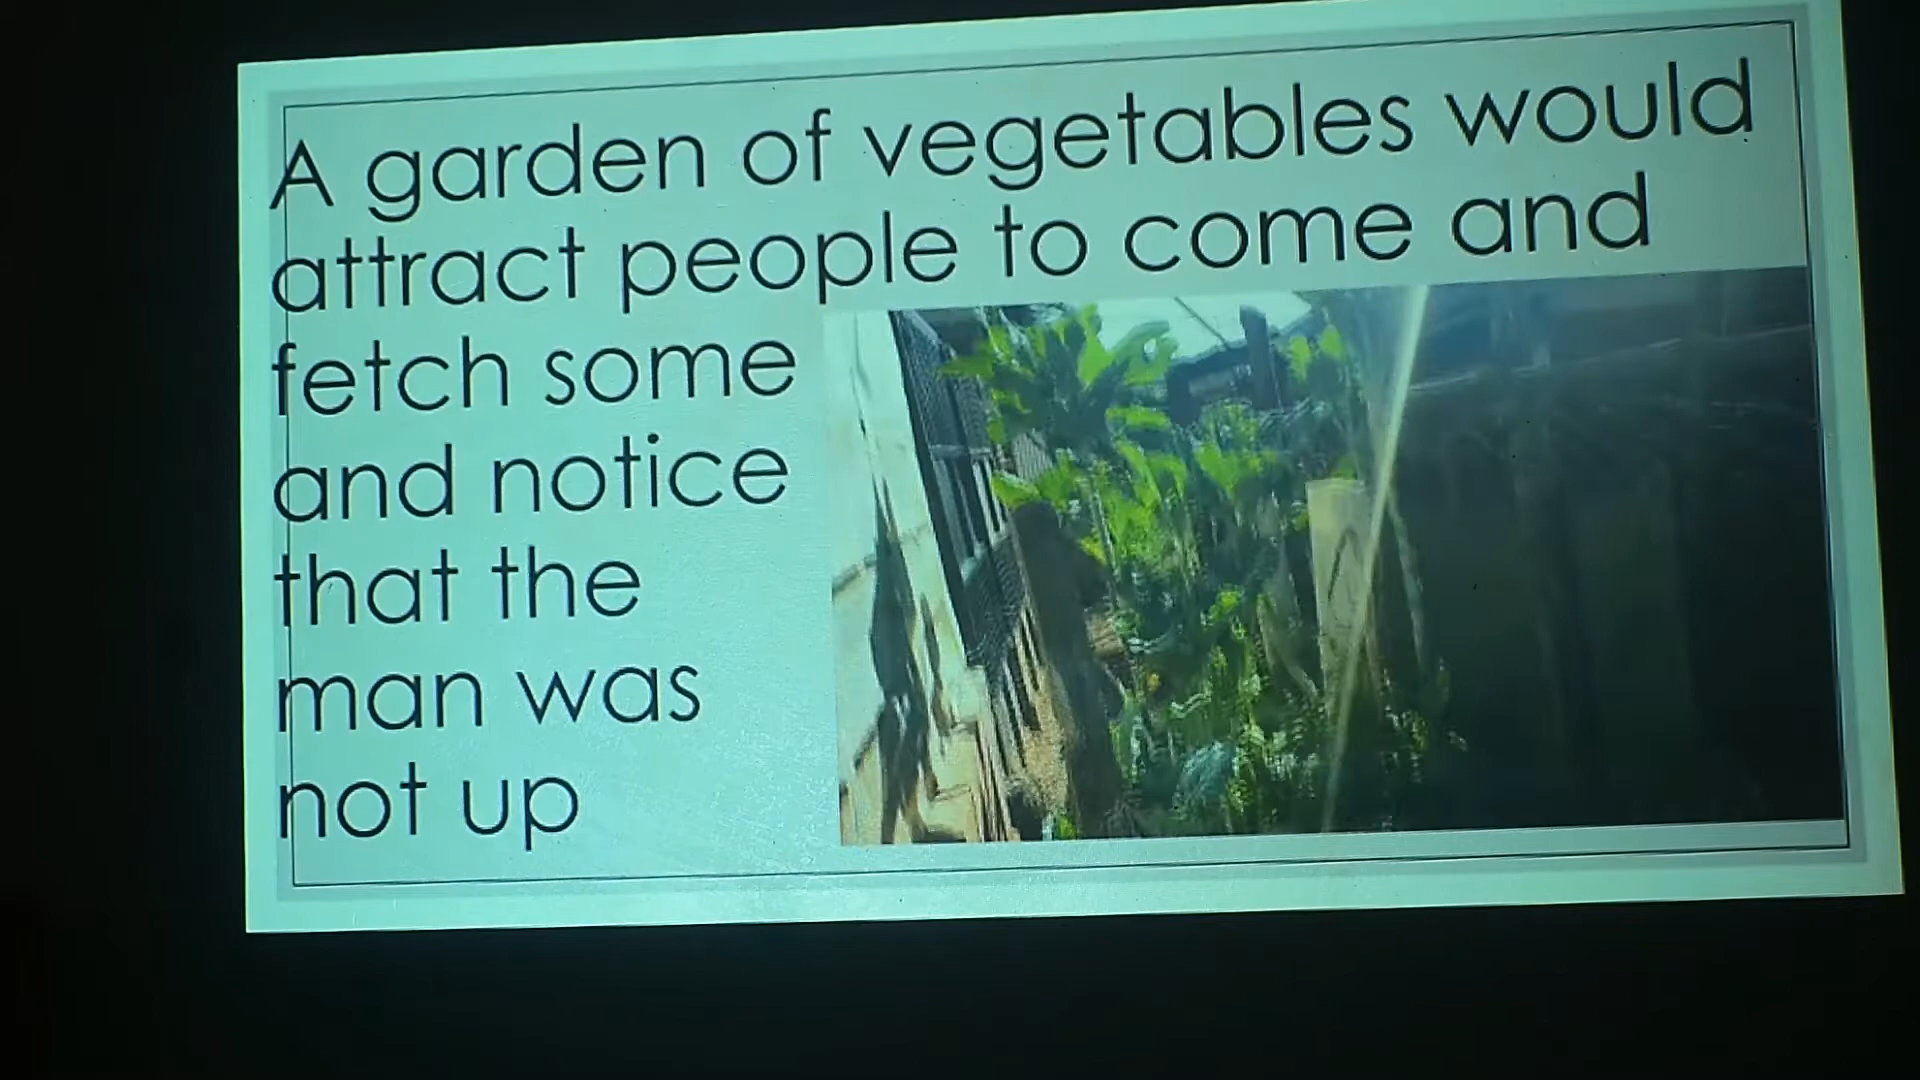 A garden of vegetables would
attract people to come and
fetch some
and notice
that the
man was
not up